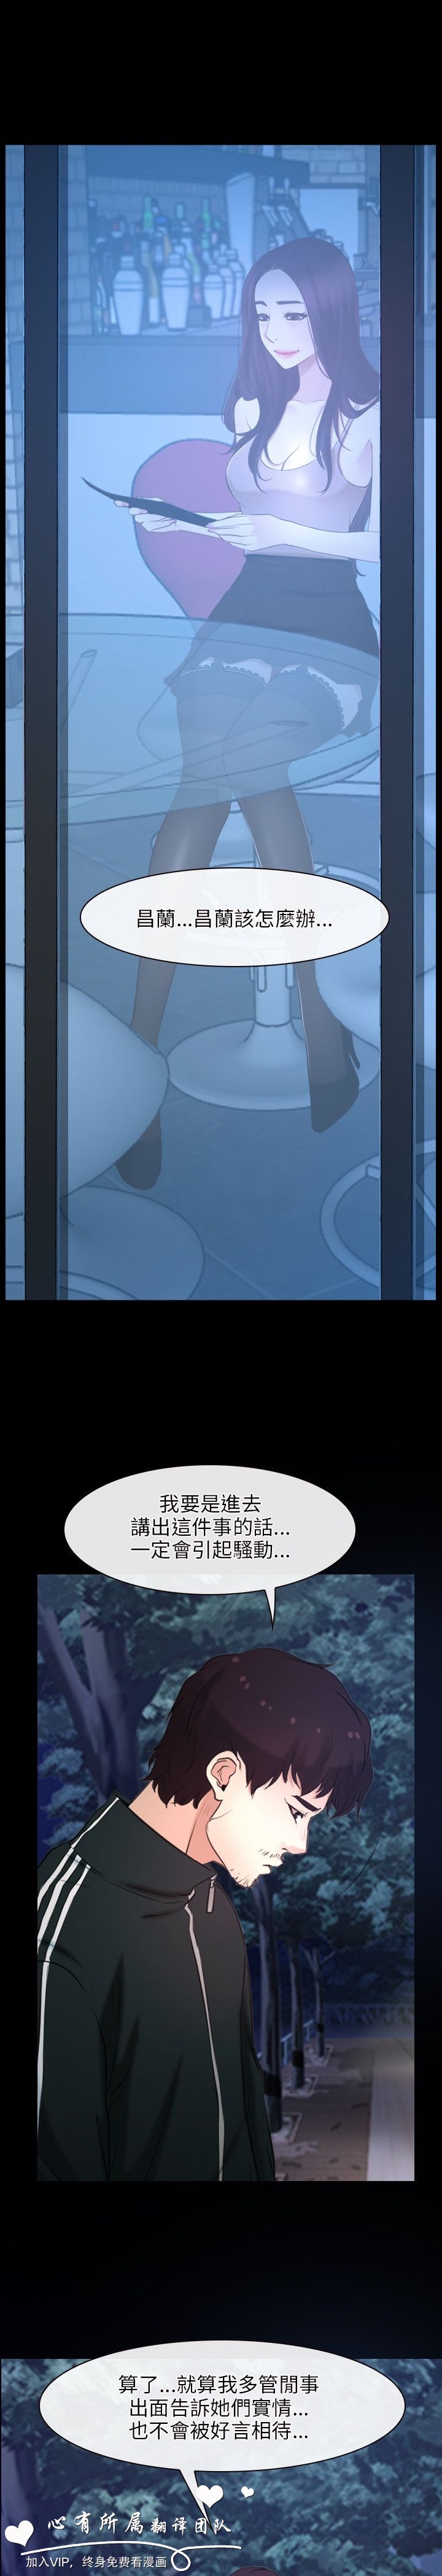 昌蘭...昌蘭該怎麼辦...
我要是進去
講出這件事的話...
一定會引起騷動...
算了...就算我多管閒事
出面告訴她們實情...
也不會被好言相待...
心有所属翻译团队
加入VIP，终身免费看漫画